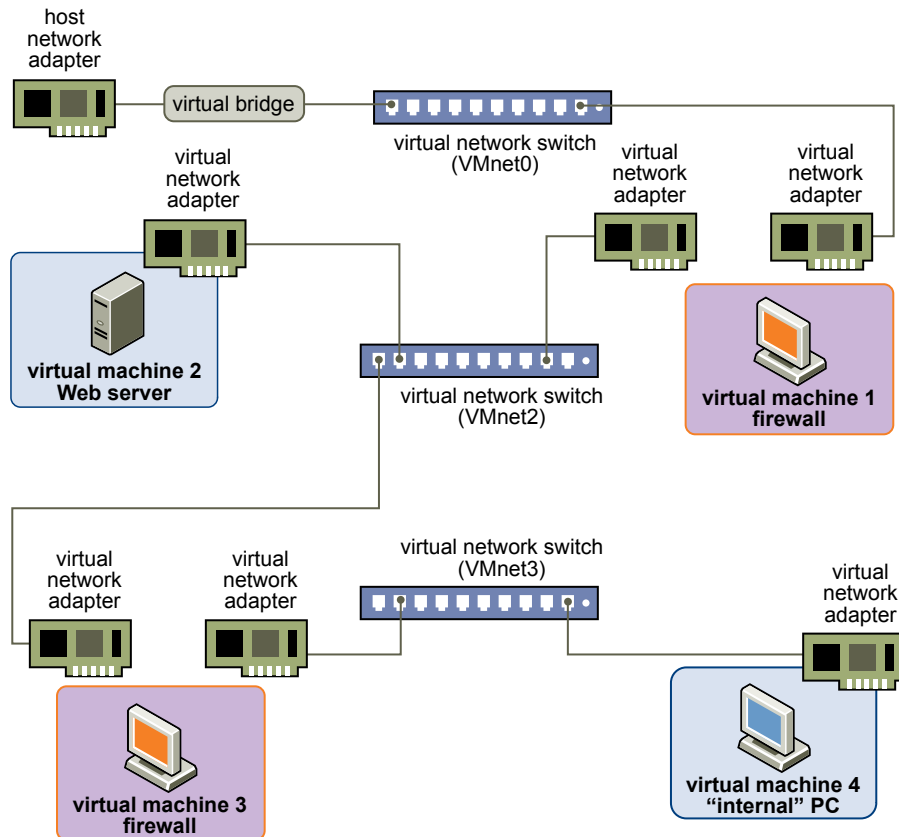 host
network
adapter
virtual bridge
virtual network switch
(VMnet0)
virtual
network
adapter
virtual
network
adapter
virtual
network
adapter
virtual machine 2
Web server
virtual network switch
(VMnet2)
virtual machine 1
firewall
virtual
network
adapter
virtual
network
adapter
virtual network switch
(VMnet3)
virtual
network
adapter
virtual machine 3
firewall
virtual machine 4
“internal” PC